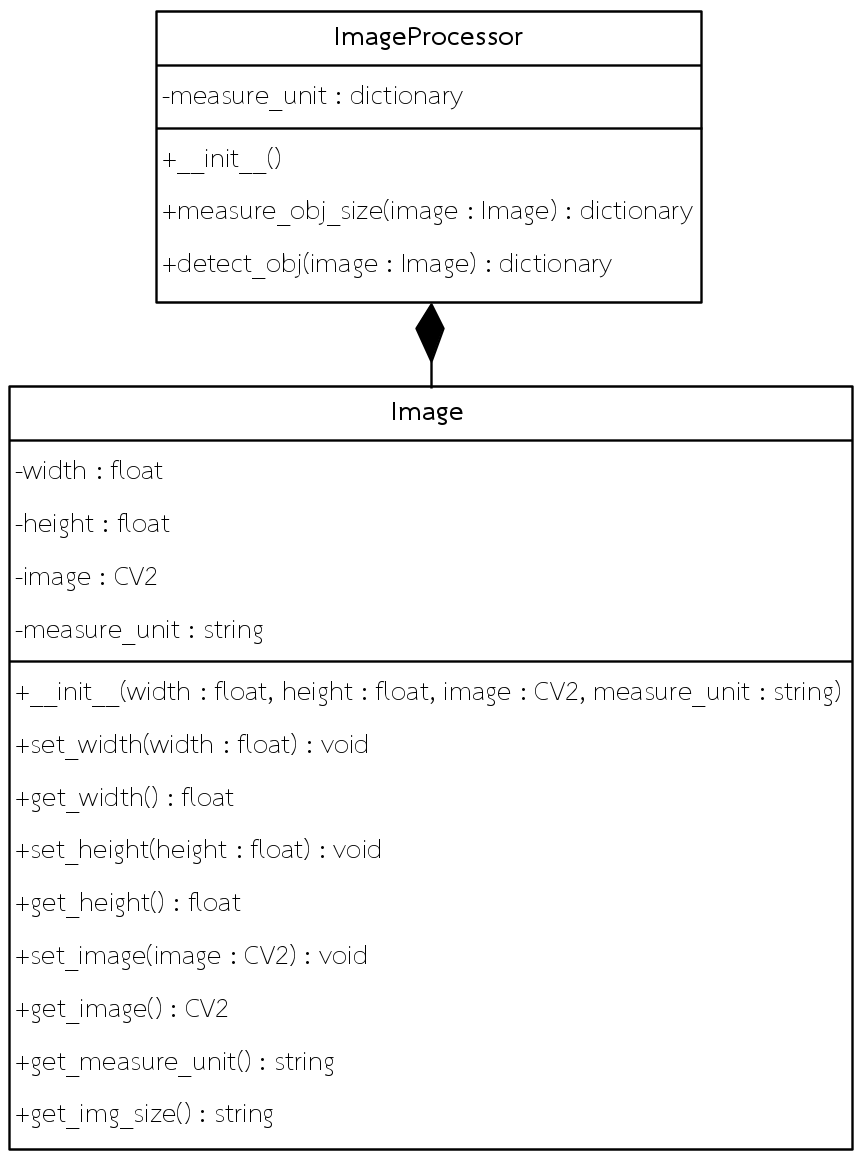 ImageProcessor
-measure_unit : dictionary
+__init__()
+measure_obj_size(image : Image) : dictionary
+detect_obj(image : Image) : dictionary
Image
-width : float
-height : float
-image : CV2
-measure_unit : string
+__init__(width : float, height : float, image : CV2, measure_unit : string)
+set_width(width : float) : void
+get_width() : float
+set_height(height : float) : void
+get_height() : float
+set_image(image : CV2) : void
+get_image() : CV2
+get_measure_unit() : string
+get_img_size() : string